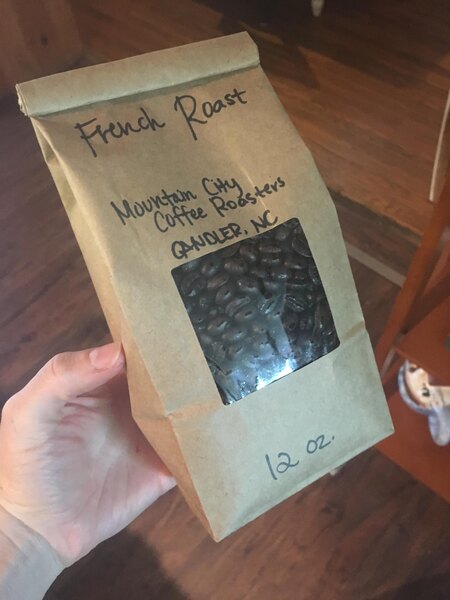 French Roast
Mountain City
Coffee Roasters
CANDLER, NC
12 oz.